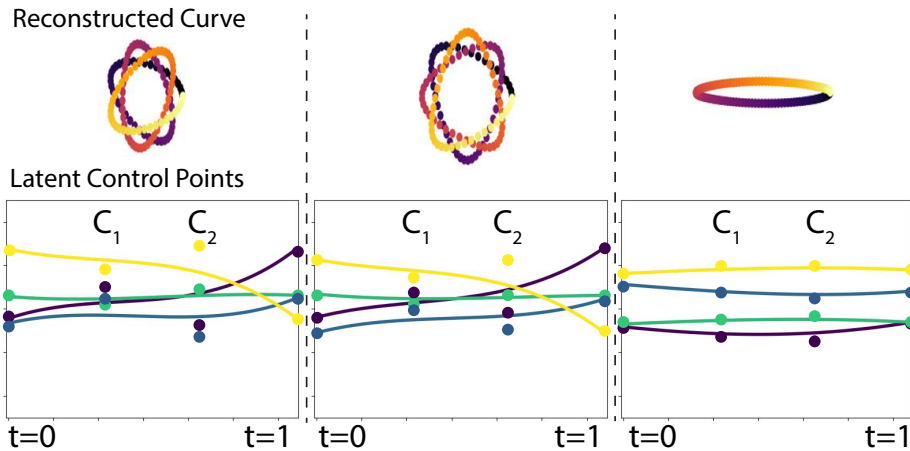 Reconstructed Curve
Latent Control Points
C1 C2 C1 C2 C1 C2
t=0 t=1 t=0 t=1 t=0 t=1